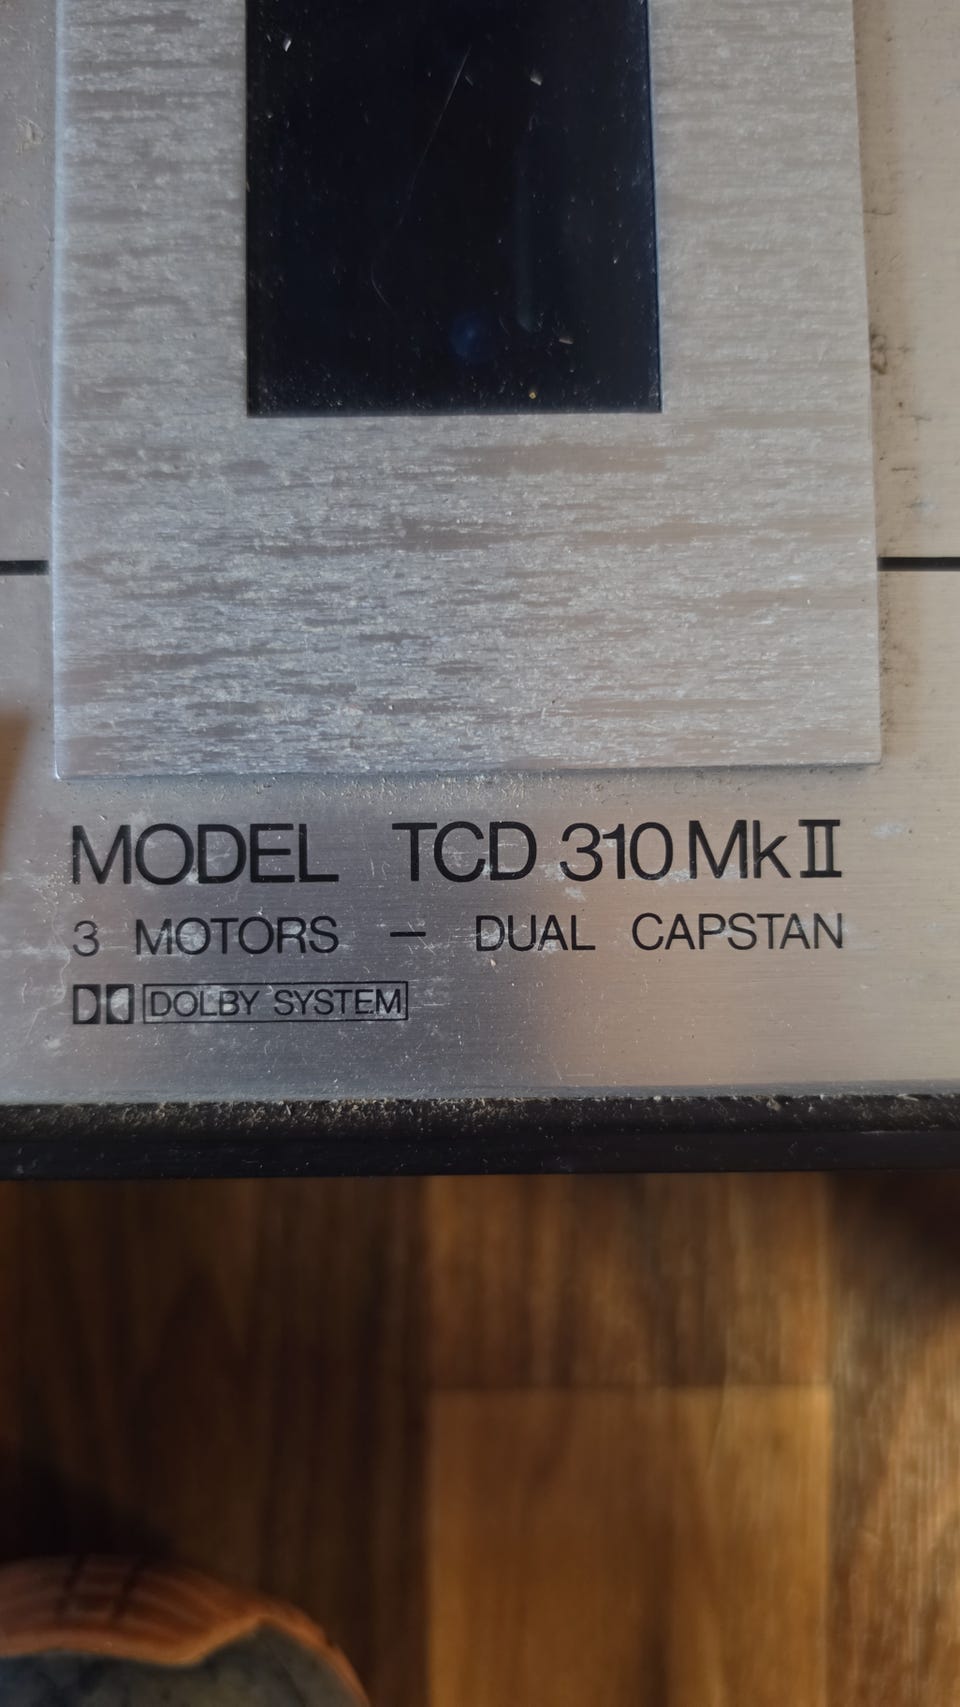 MODEL TCD 310 Mk II
3 MOTORS — DUAL CAPSTAN
DOLBY SYSTEM